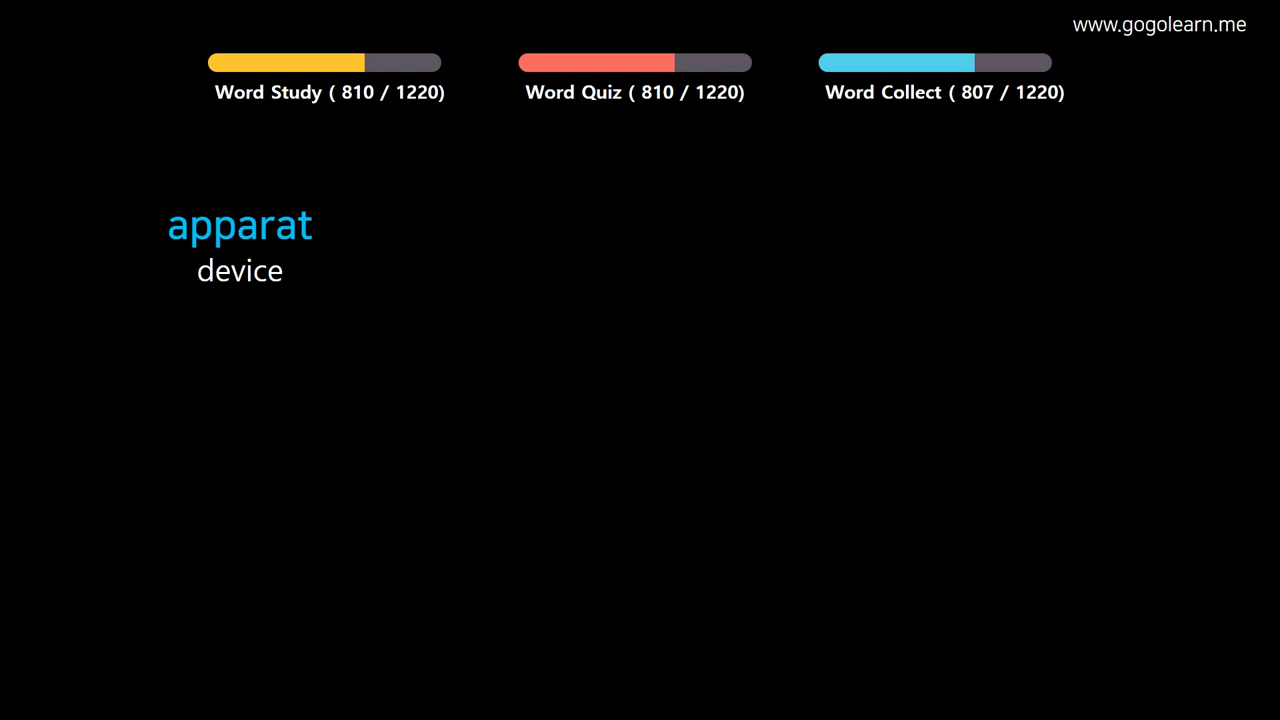 www.gogolearn.me
Word Study ( 810 / 1220)
Word Quiz ( 810 / 1220)
Word Collect ( 807 / 1220)
apparat
device